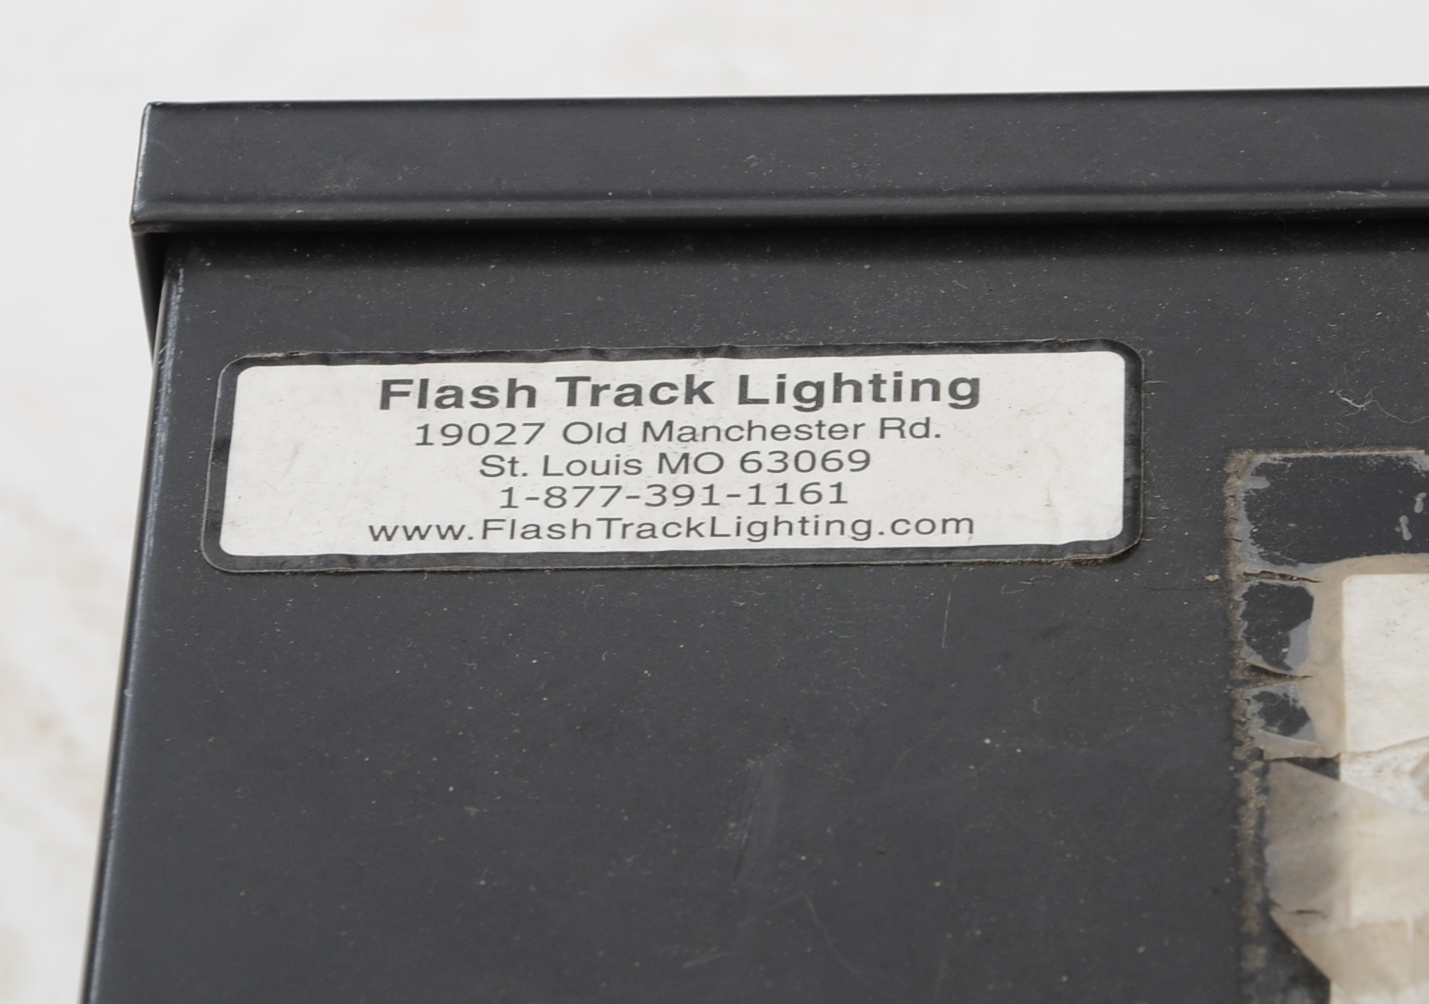 Flash Track Lighting
19027 Old Manchester Rd.
St. Louis MO 63069
1-877-391-1161
www.FlashTrackLighting.com